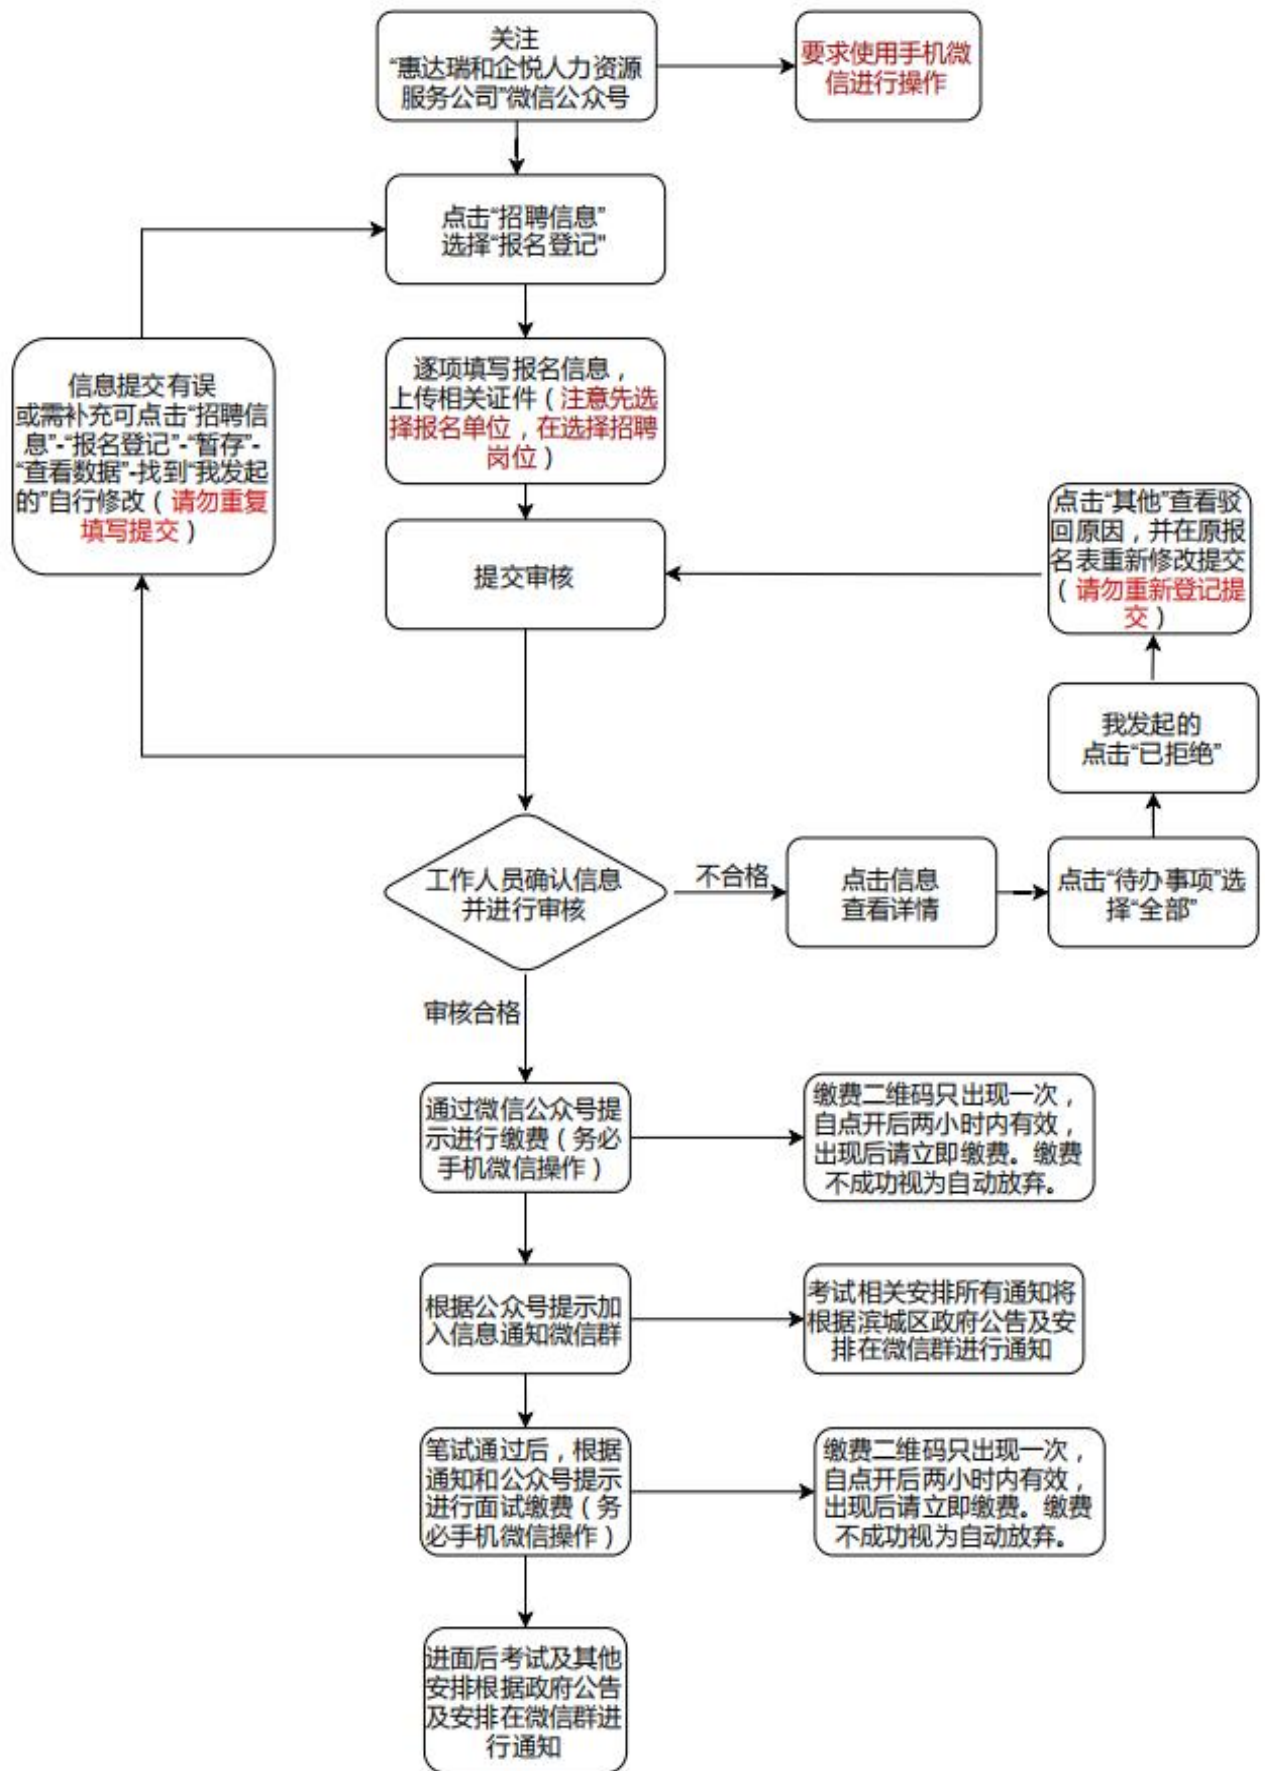 关注
“惠达瑞和企悦人力资源
服务公司”微信公众号
要求使用手机微
信进行操作
点击“招聘信息”
选择“报名登记"
信息提交有误
或需补充可点击“招聘信
息”-“报名登记”-“暂存”-
“查看数据”-找到“我发起
的”自行修改（请勿重复
填写提交）
逐项填写报名信息，
上传相关证件（注意先选
择报名单位，在选择招聘
岗位）
提交审核
点击“其他”查看驳
回原因，并在原报
名表重新修改提交
（请勿重新登记提
交）
我发起的
点击“已拒绝”
工作人员确认信息
并进行审核
不合格
点击信息
查看详情
点击“待办事项”选
择“全部”
审核合格
通过微信公众号提
示进行缴费（务必
手机微信操作）
缴费二维码只出现一次，
自点开后两小时内有效，
出现后请立即缴费。缴费
不成功视为自动放弃。
根据公众号提示加
入信息通知微信群
考试相关安排所有通知将
根据滨城区政府公告及安
排在微信群进行通知
笔试通过后，根据
通知和公众号提示
进行面试缴费（务
必手机微信操作）
缴费二维码只出现一次，
自点开后两小时内有效，
出现后请立即缴费。缴费
不成功视为自动放弃。
进面后考试及其他
安排根据政府公告
及安排在微信群进
行通知